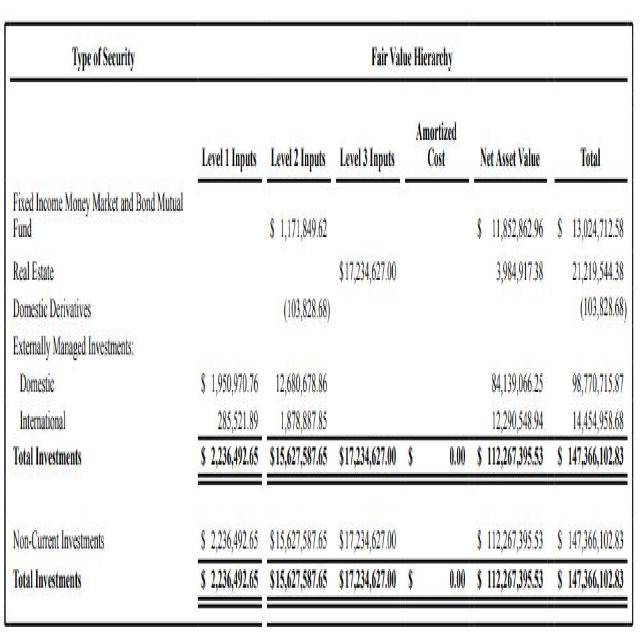 Type of Security Fair Value Hierarchy
Amortized
Level 1 Inputs Level 2 Inputs Level 3 Inputs Cost Net Asset Value Total
Fixed Income Money Market and Bond Mutual
Fund $ 1,171,849.62 $ 11,852,862.96 $ 13,024,712.58
Real Estate $17,234,627.00 3,984,917.38 21,219,544.38
Domestic Derivatives (103,828.68) (103,828.68)
Externally Managed Investments:
Domestic $ 1,950,970.76 12,680,678.86 84,139,066.25 98,770,715.87
International 285,521.89 1,878,887.85 12,290,548.94 14,454,958.68
Total Investments $ 2,236,492.65 $15,627,587.65 $17,234,627.00 $ 0.00 $ 112,267,395.53 $ 147,366,102.83
Non-Current Investments $ 2,236,492.65 $15,627,587.65 $17,234,627.00 $ 112,267,395.53 $ 147,366,102.83
Total Investments $ 2,236,492.65 $15,627,587.65 $17,234,627.00 $ 0.00 $ 112,267,395.53 $ 147,366,102.83